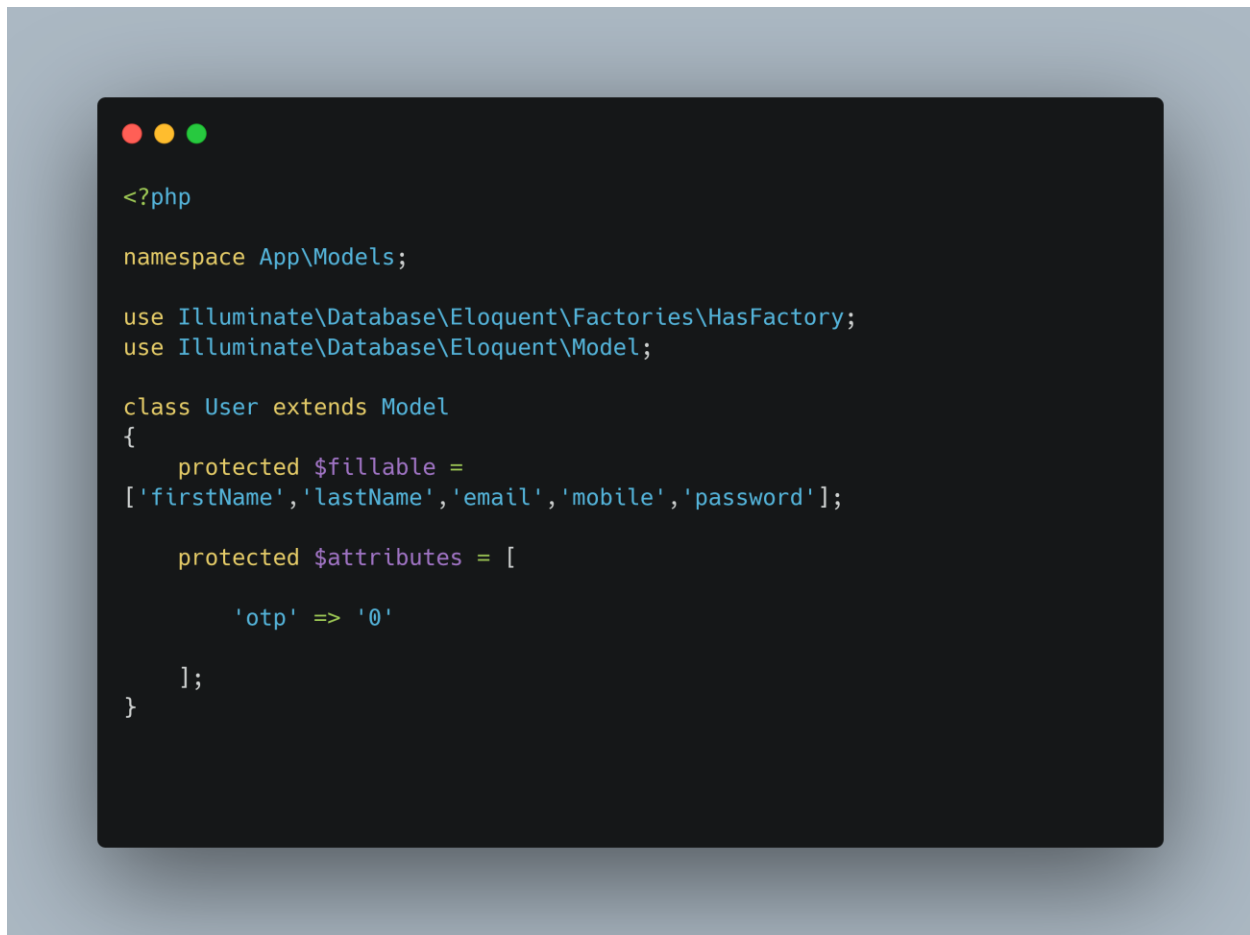 <?php
namespace App\Models;
use Illuminate\Database\Eloquent\Factories\HasFactory;
use Illuminate\Database\Eloquent\Model;
class User extends Model
{
    protected $fillable =
['firstName','lastName','email','mobile','password'];
    protected $attributes = [
        'otp' => '0'
    ];
}